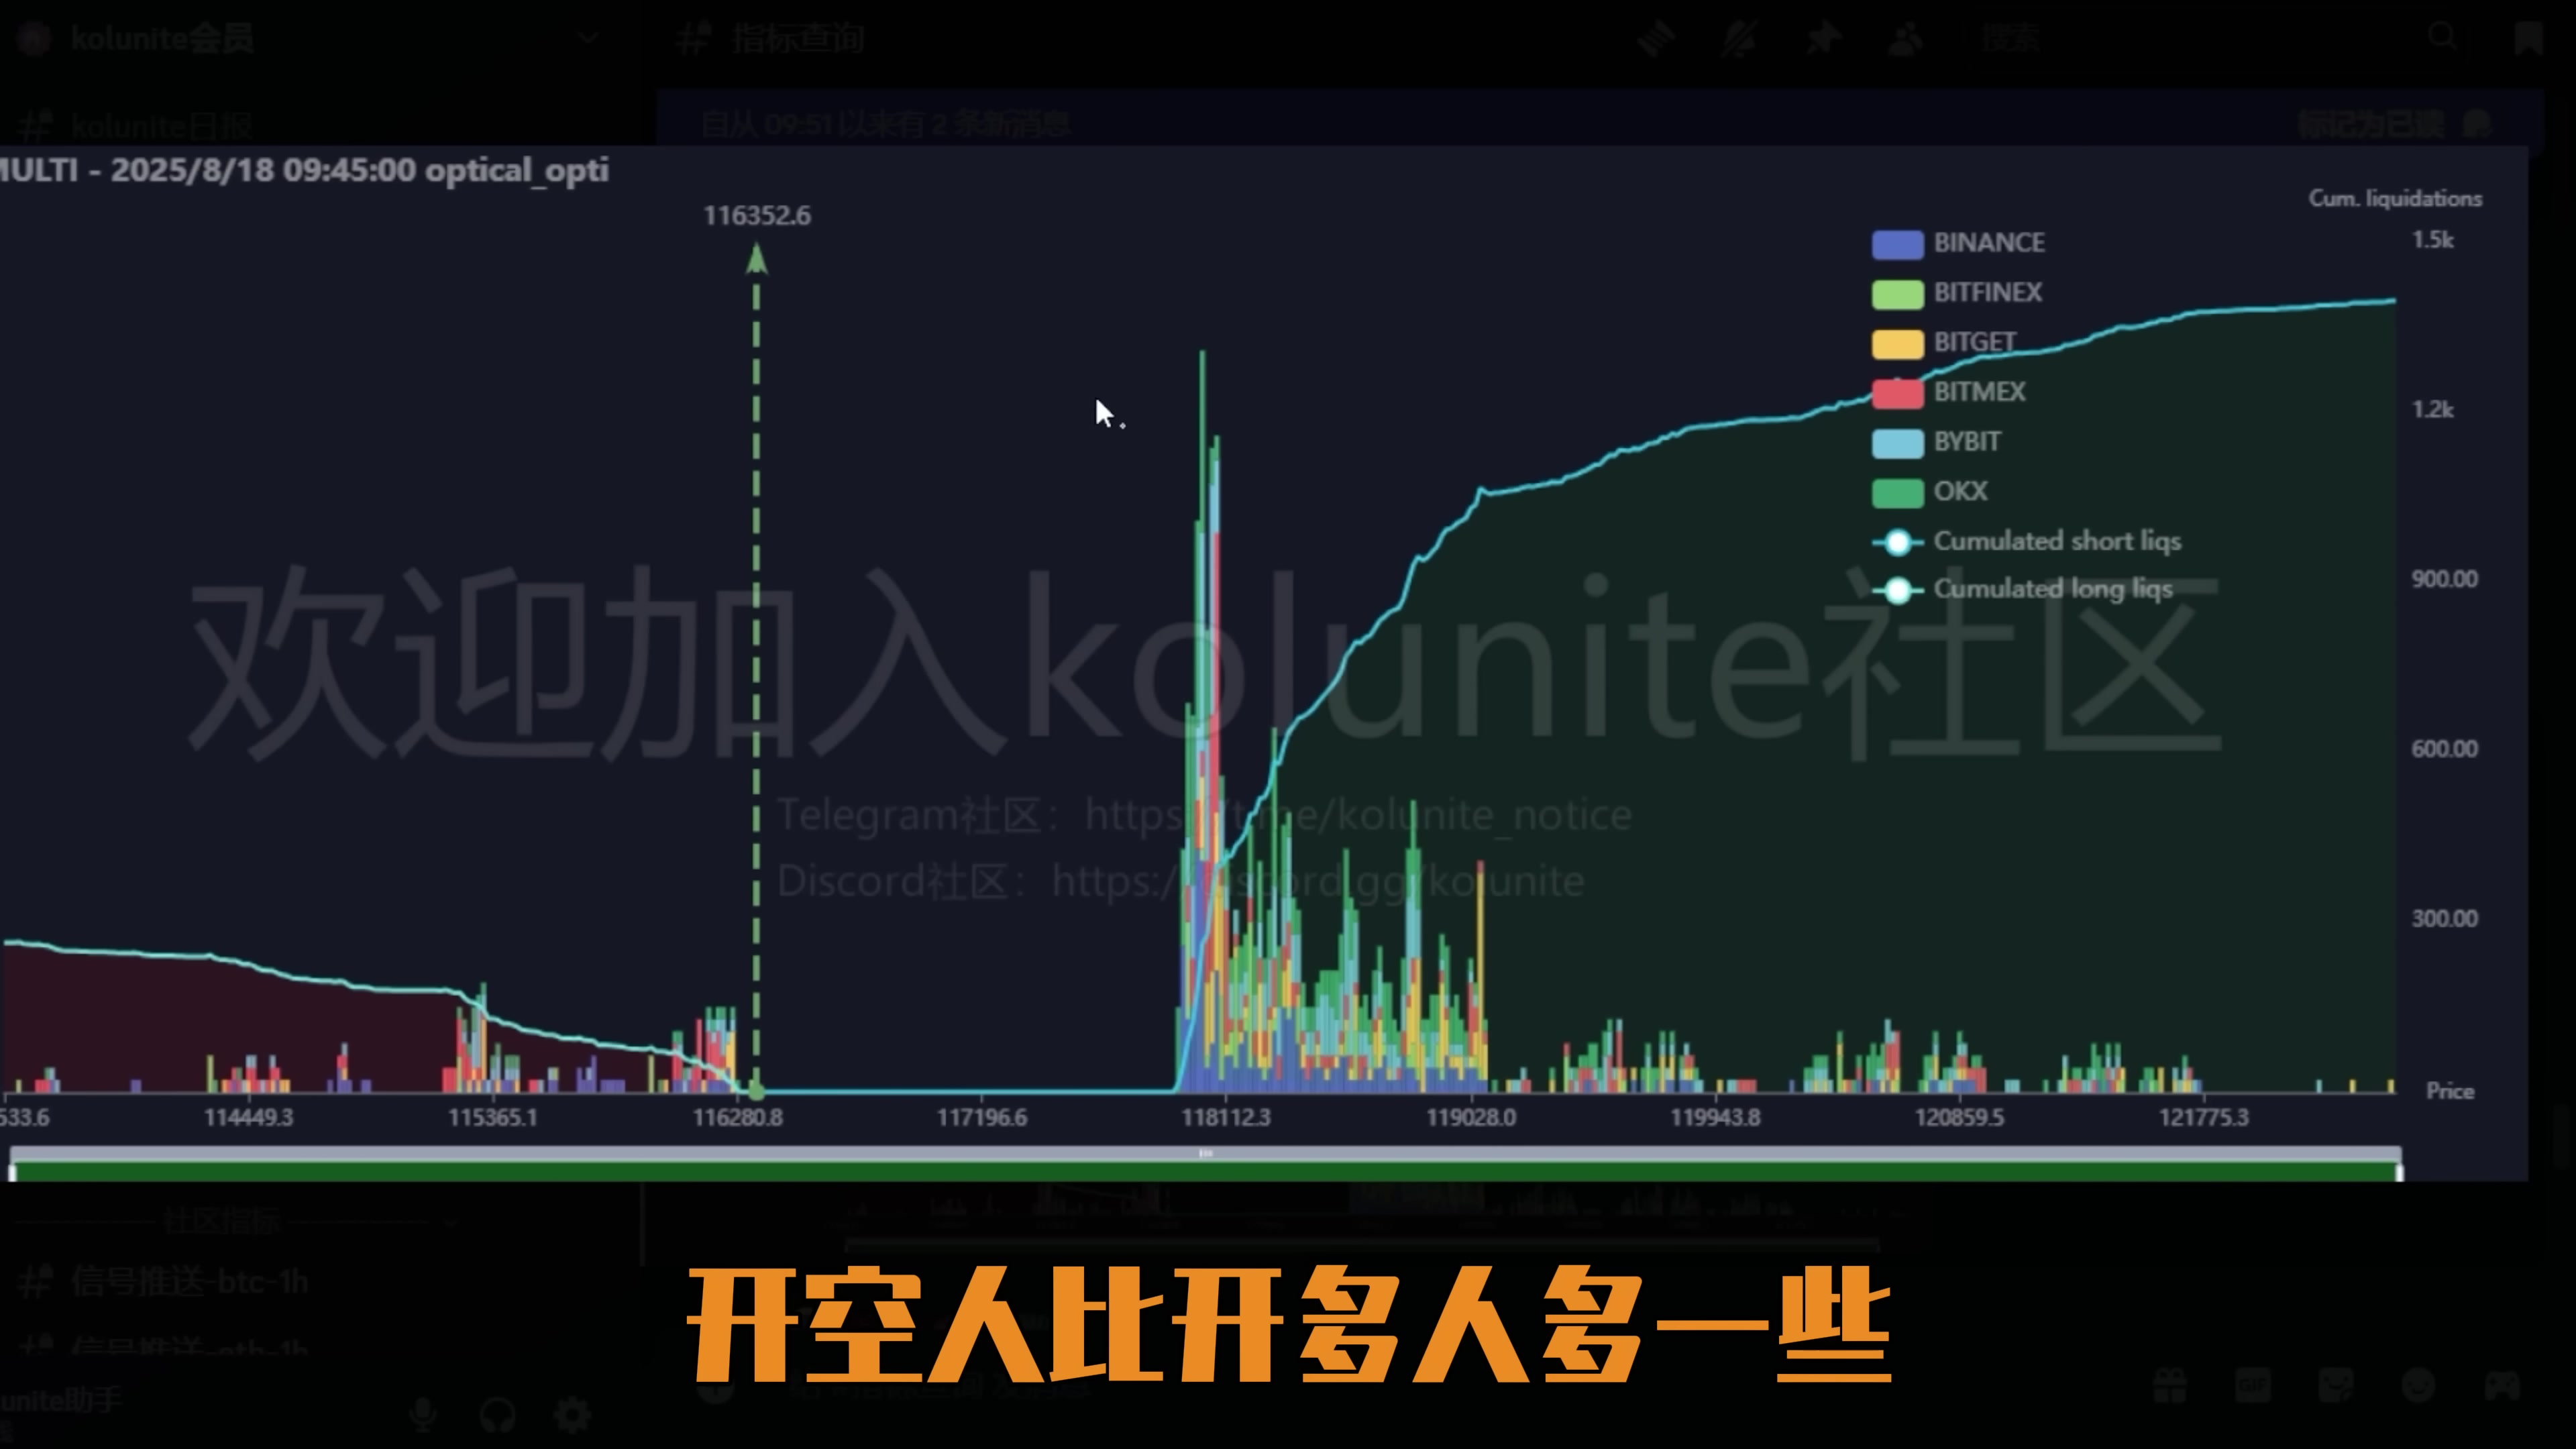 kolunite会员
指标查询
搜索
kolunite日报
自从 09:51 以来有 2 条新消息
标记为已读
MULTI - 2025/8/18 09:45:00 optical_opti
116352.6
Cum. liquidations
1.5k
1.2k
900.00
600.00
300.00
BINANCE
BITFINEX
BITGET
BITMEX
BYBIT
OKX
Cumulated short liqs
Cumulated long liqs
欢迎加入kolunite社区
Telegram社区：https://t.me/kolunite_notice
Discord社区：https://discord.gg/kolunite
Price
533.6
114449.3
115365.1
116280.8
117196.6
118112.3
119028.0
119943.8
120859.5
121775.3
社区指标
信号推送-btc-1h
信号推送-eth-1h
unite助手
GIF
开空人比开多人多一些